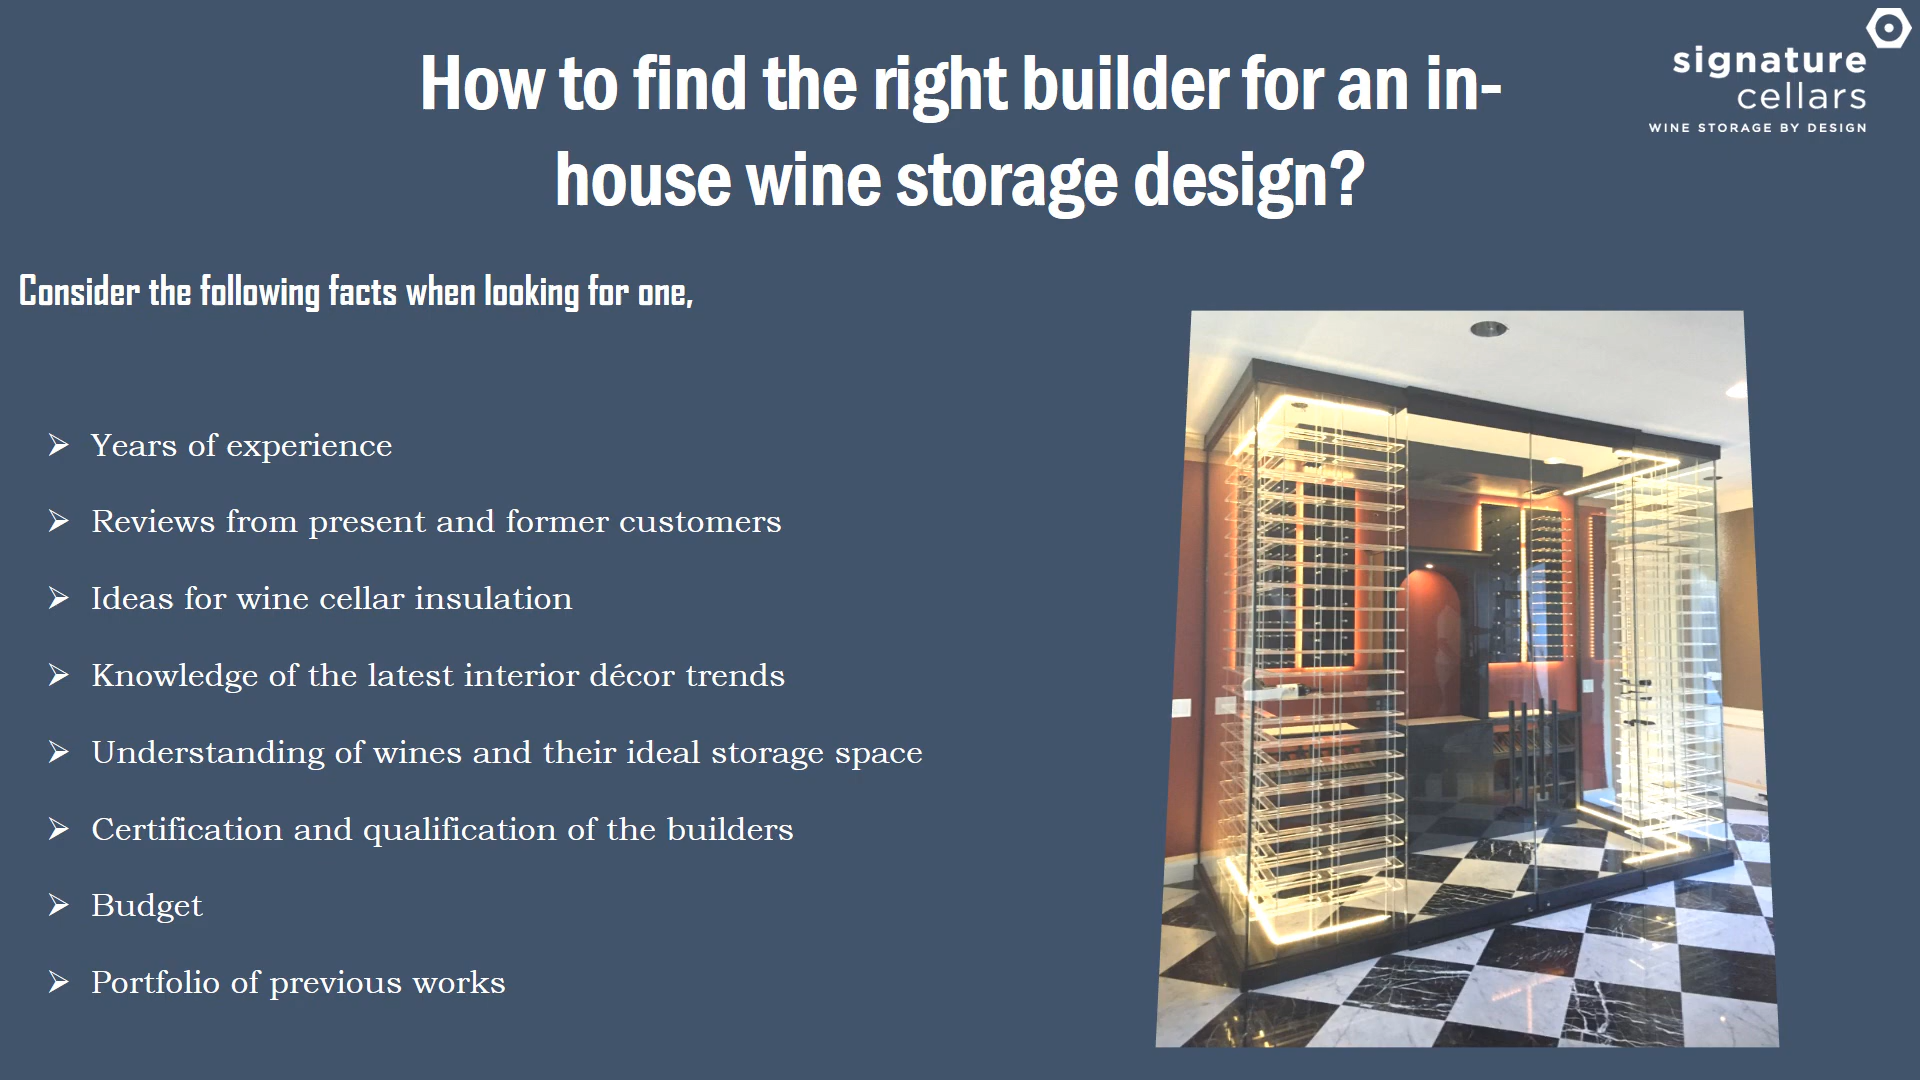 How to find the right builder for an in-
house wine storage design?
signature
cellars
WINE STORAGE BY DESIGN
Consider the following facts when looking for one,
Years of experience
Reviews from present and former customers
Ideas for wine cellar insulation
Knowledge of the latest interior décor trends
Understanding of wines and their ideal storage space
Certification and qualification of the builders
Budget
Portfolio of previous works